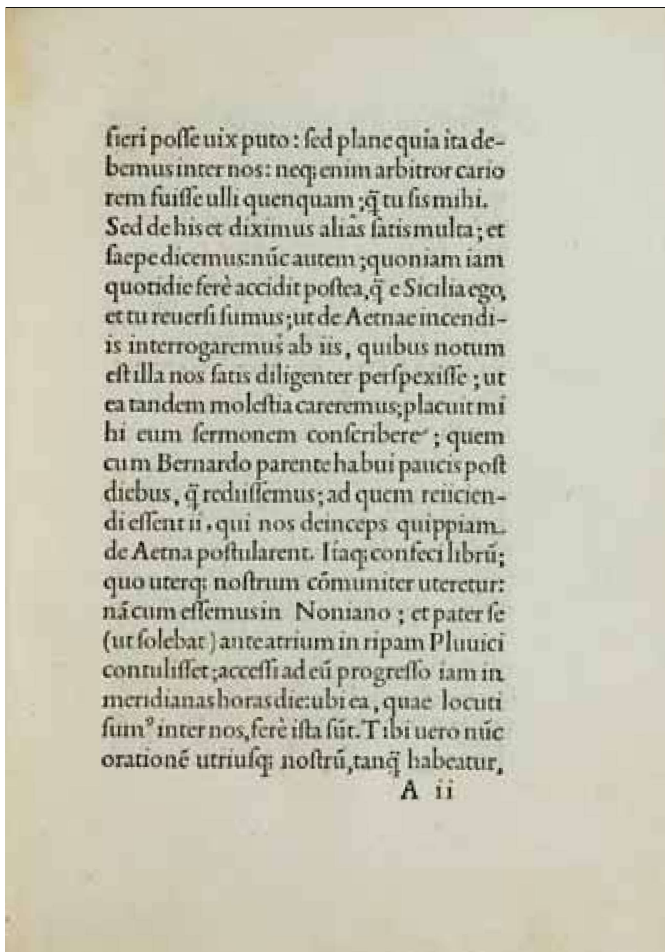 fieri posse uix puto: sed plane quia ita de-
bemus inter nos: neq; enim arbitror cario
rem fuisse ulli quenquam; q̃ tu sis mihi.
Sed de his et diximus aliàs satis multa; et
saepe dicemus: nũc autem; quoniam iam
quotidie ferè accidit postea, q̃ e Sicilia ego,
et tu reuersi sumus; ut de Aetnae incendi-
is interrogaremus ab iis, quibus notum
est illa nos satis diligenter perspexisse; ut
ea tandem molestia careremus; placuit mi
hi eum sermonem conscribere; quem
cum Bernardo parente habui paucis post
diebus, q̃ rediissemus; ad quem reiicien-
di essent ii, qui nos deinceps quippiam
de Aetna postularent. Itaq; confeci librũ;
quo uterq; nostrum cõmuniter uteretur:
nã cum essemus in Noniano; et pater se
(ut solebat) ante atrium in ripam Pluuici
contulisset; accessi ad eũ progresso iam in
meridianas horas die: ubi ea, quae locuti
sumꝰ inter nos, ferè ista sũt. Tibi uero nũc
orationẽ utriusq; nostrũ, tanq̃ habeatur,
A ii